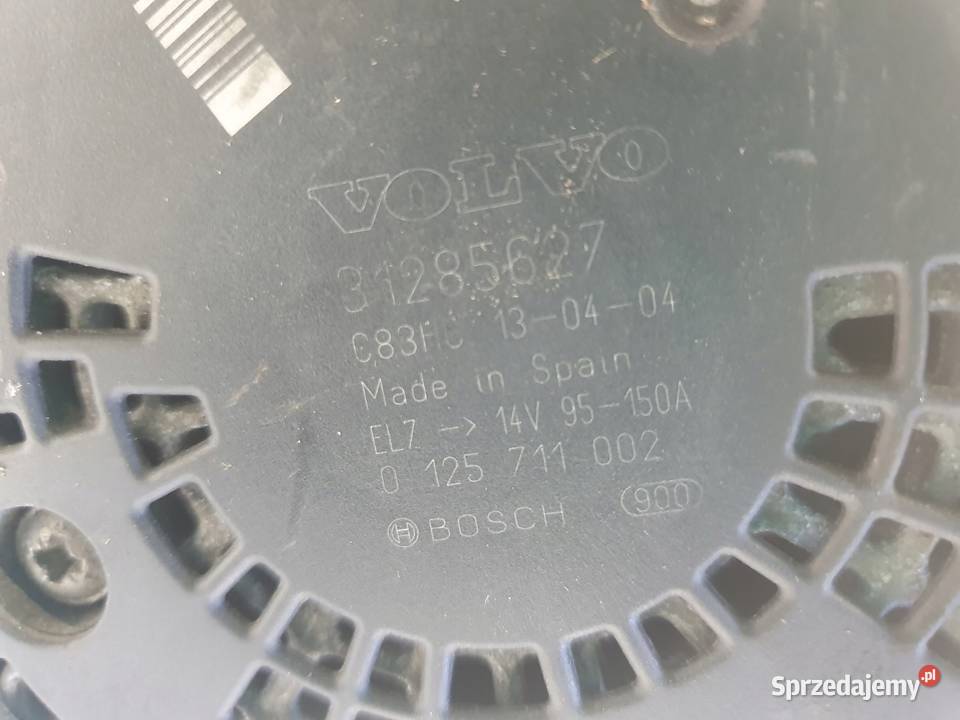 VOLVO
31285627
13-04-04
Made in Spain
EL7 -> 14V 95-150A
0 125 711 002
BOSCH 900
Sprzedajemy.pl